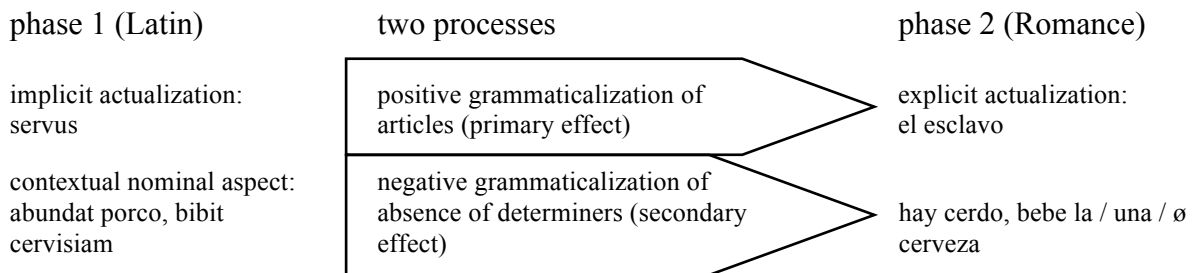 phase 1 (Latin)
two processes
phase 2 (Romance)
implicit actualization:
servus
positive grammaticalization of
articles (primary effect)
explicit actualization:
el esclavo
contextual nominal aspect:
abundat porco, bibit
cervisiam
negative grammaticalization of
absence of determiners (secondary
effect)
hay cerdo, bebe la / una / ø
cerveza